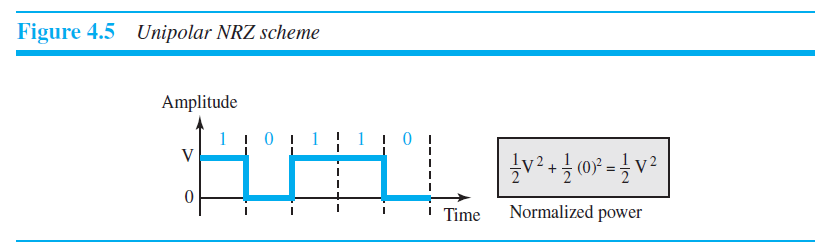 Figure 4.5 Unipolar NRZ scheme
Amplitude
1 0 1 1 0
V
0
Time
1/2 V² + 1/2 (0)² = 1/2 V²
Normalized power